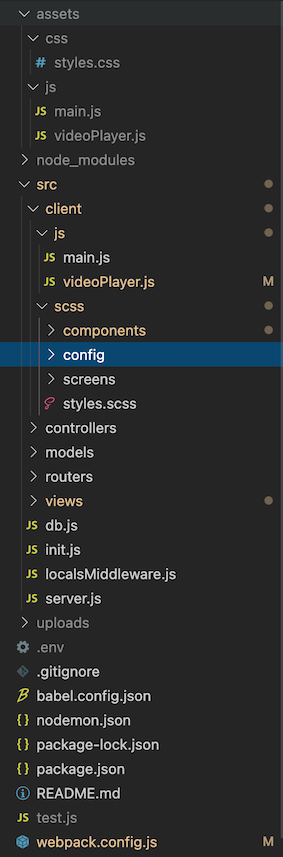 assets
css
# styles.css
js
JS main.js
JS videoPlayer.js
node_modules
src
client
js
JS main.js
JS videoPlayer.js M
scss
components
config
screens
styles.scss
controllers
models
routers
views
JS db.js
JS init.js
JS localsMiddleware.js
JS server.js
uploads
.env
.gitignore
babel.config.json
{} nodemon.json
{} package-lock.json
{} package.json
README.md
JS test.js
webpack.config.js M